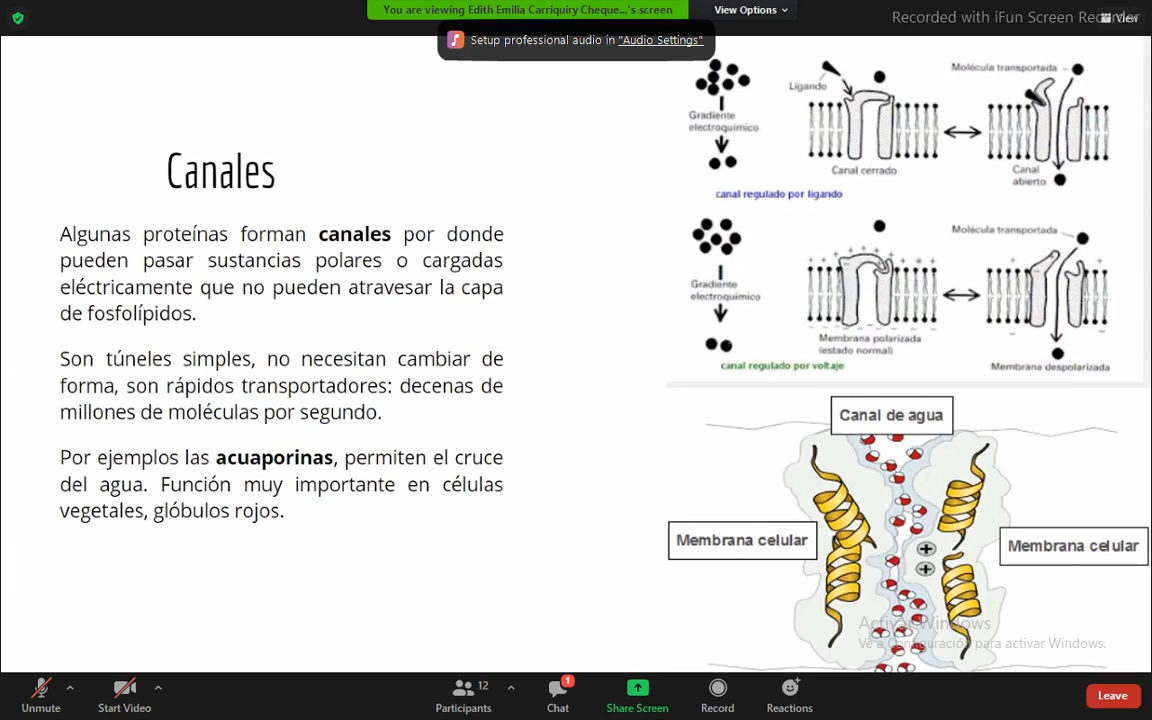 You are viewing Edith Emilia Carriquiry Cheque...'s screen
View Options
Recorded with iFun Screen Recorder
View
Setup professional audio in "Audio Settings"
Canales
Algunas proteínas forman canales por donde
pueden pasar sustancias polares o cargadas
eléctricamente que no pueden atravesar la capa
de fosfolípidos.
Son túneles simples, no necesitan cambiar de
forma, son rápidos transportadores: decenas de
millones de moléculas por segundo.
Por ejemplos las acuaporinas, permiten el cruce
del agua. Función muy importante en células
vegetales, glóbulos rojos.
Ligando
Molécula transportada
Gradiente
electroquímico
Canal cerrado
Canal
abierto
canal regulado por ligando
Molécula transportada
Gradiente
electroquímico
Membrana polarizada
(estado normal)
Membrana despolarizada
canal regulado por voltaje
Canal de agua
Membrana celular
Membrana celular
Activar Windows
Ve a Configuración para activar Windows.
Unmute
Start Video
12
Participants
1
Chat
Share Screen
Record
Reactions
Leave